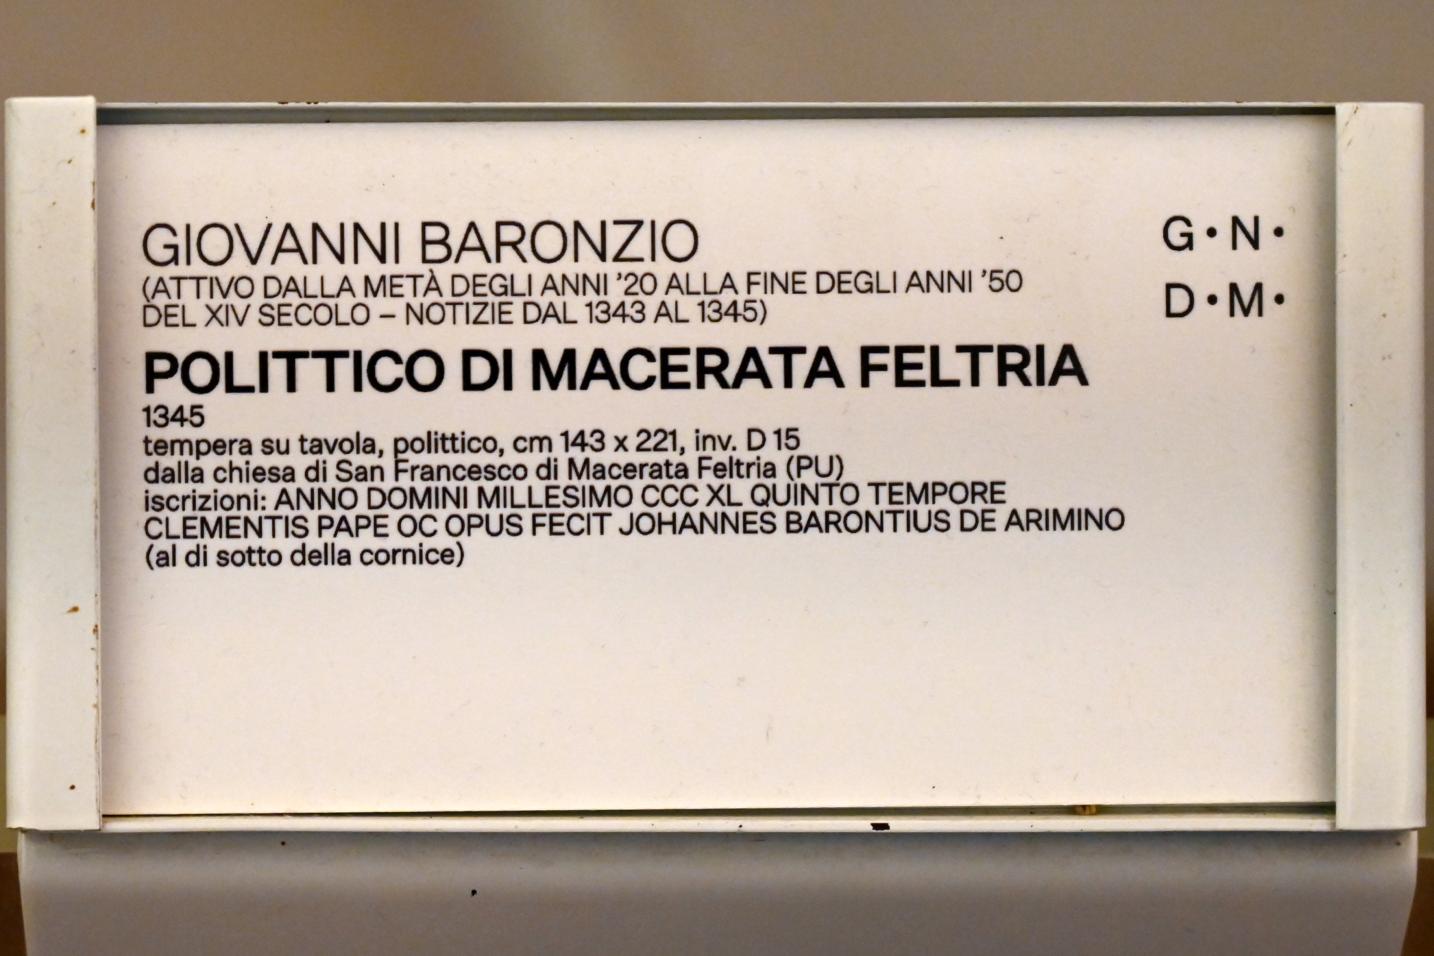 GIOVANNI BARONZIO
(ATTIVO DALLA METÀ DEGLI ANNI ’20 ALLA FINE DEGLI ANNI ’50
DEL XIV SECOLO – NOTIZIE DAL 1343 AL 1345)
POLITTICO DI MACERATA FELTRIA
1345
tempera su tavola, polittico, cm 143 x 221, inv. D 15
dalla chiesa di San Francesco di Macerata Feltria (PU)
iscrizioni: ANNO DOMINI MILLESIMO CCC XL QUINTO TEMPORE
CLEMENTIS PAPE OC OPUS FECIT JOHANNES BARONTIUS DE ARIMINO
(al di sotto della cornice)
G·N·
D·M·